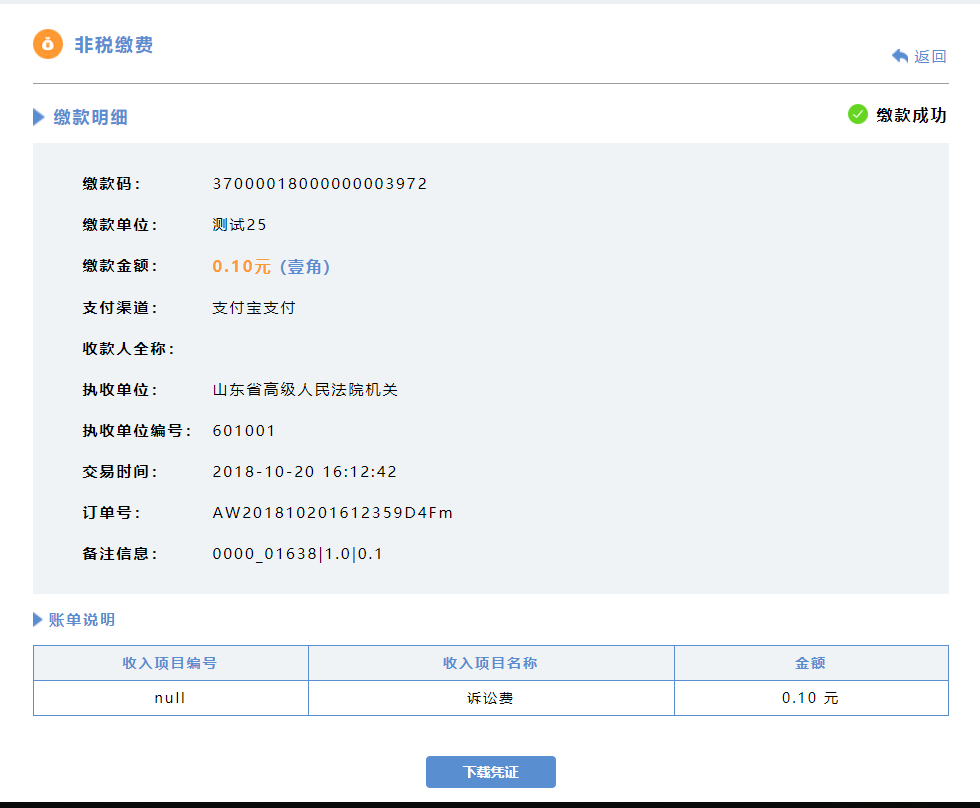 非税缴费
返回
缴款明细
缴款成功
缴款码： 37000018000000003972
缴款单位： 测试25
缴款金额： 0.10元 (壹角)
支付渠道： 支付宝支付
收款人全称：
执收单位： 山东省高级人民法院机关
执收单位编号： 601001
交易时间： 2018-10-20 16:12:42
订单号： AW201810201612359D4Fm
备注信息： 0000_01638|1.0|0.1
账单说明
收入项目编号 收入项目名称 金额
null 诉讼费 0.10 元
下载凭证